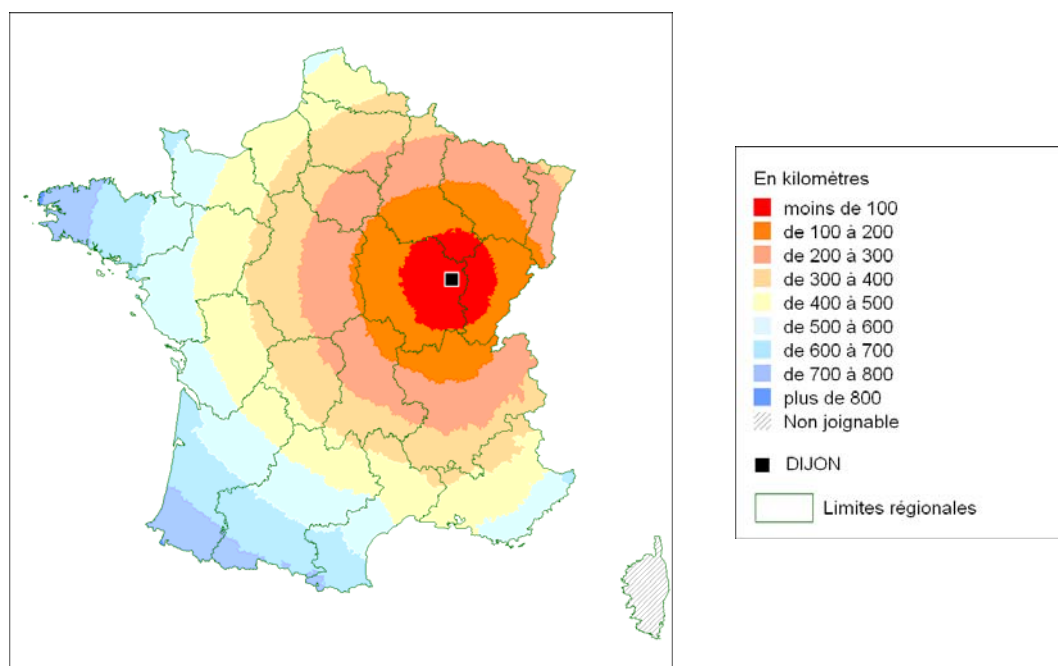 En kilomètres
moins de 100
de 100 à 200
de 200 à 300
de 300 à 400
de 400 à 500
de 500 à 600
de 600 à 700
de 700 à 800
plus de 800
Non joignable
DIJON
Limites régionales